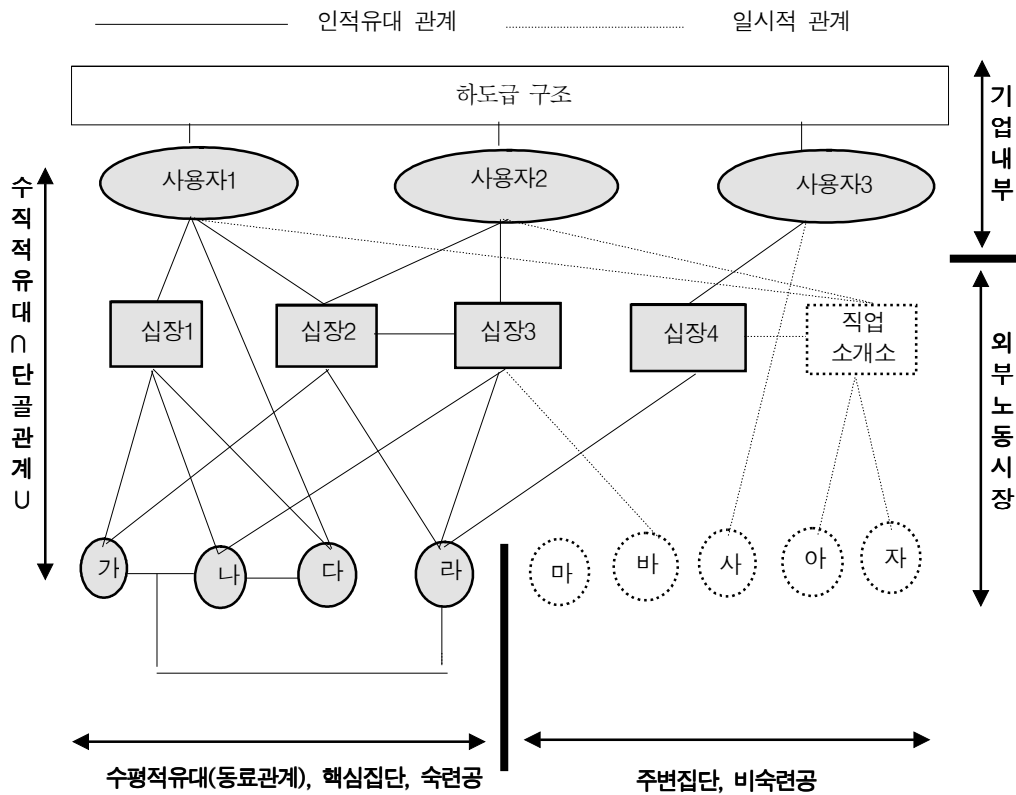 인적유대 관계
일시적 관계
하도급 구조
기업내부
사용자1
사용자2
사용자3
수직적유대∩단골관계∪
십장1
십장2
십장3
십장4
직업
소개소
외부노동시장
가
나
다
라
마
바
사
아
자
수평적유대(동료관계), 핵심집단, 숙련공
주변집단, 비숙련공